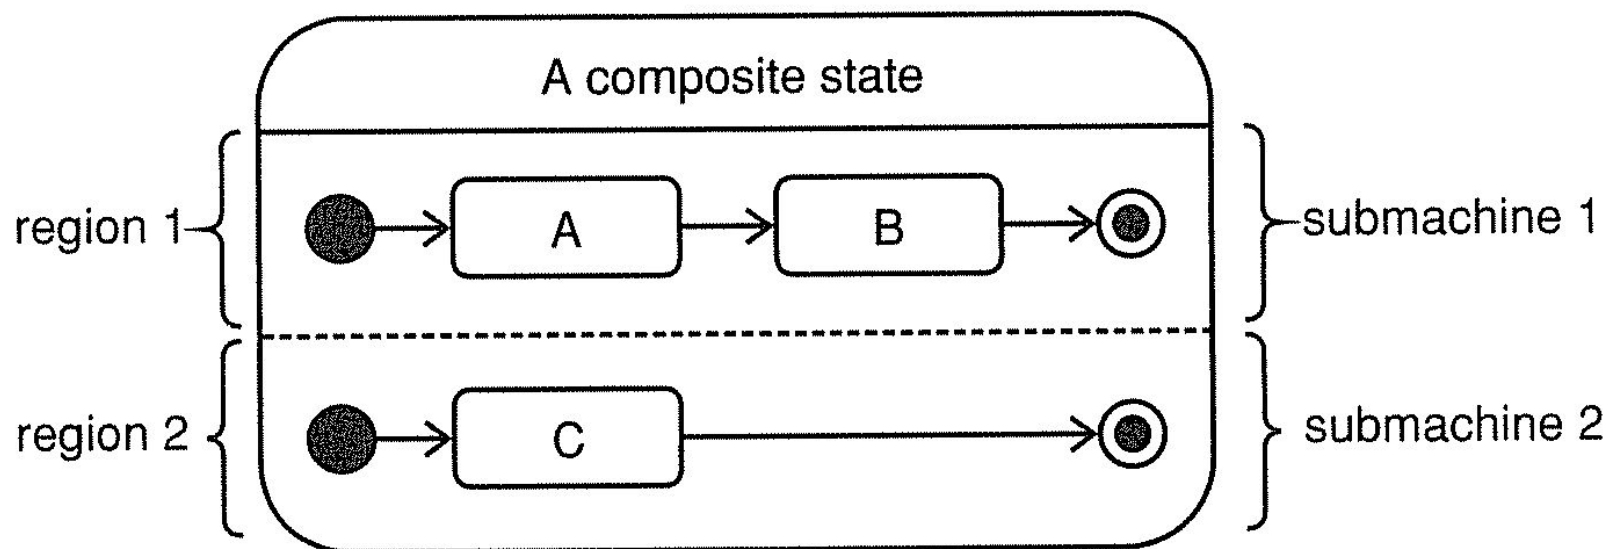 A composite state
region 1
A
B
submachine 1
region 2
C
submachine 2